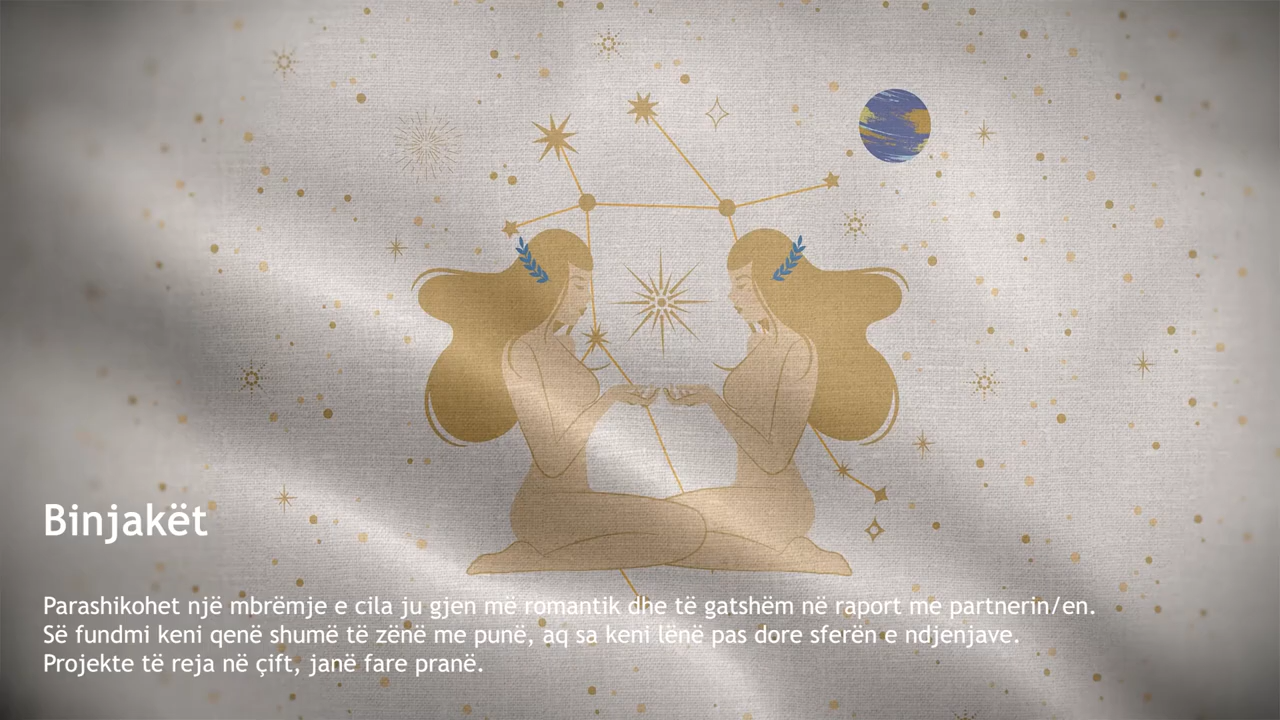 Binjakët
Parashikohet një mbrëmje e cila ju gjen më romantik dhe të gatshëm në raport me partnerin/en.
Së fundmi keni qenë shumë të zënë me punë, aq sa keni lënë pas dore sferën e ndjenjave.
Projekte të reja në çift, janë fare pranë.